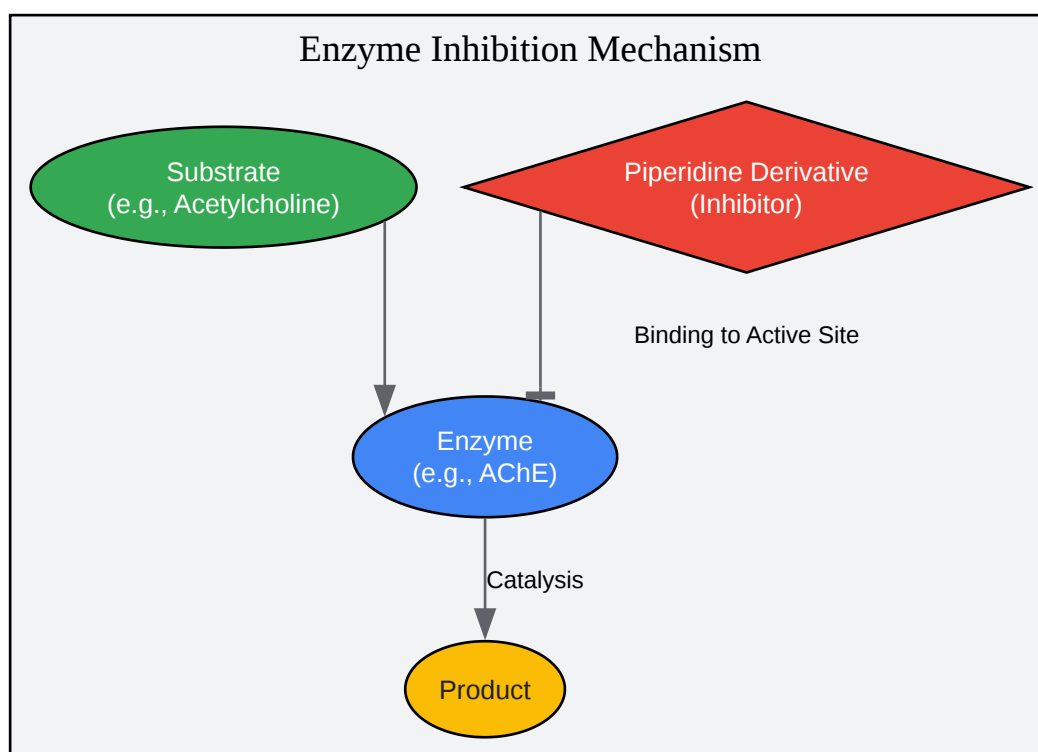 Enzyme Inhibition Mechanism
Substrate
(e.g., Acetylcholine)
Piperidine Derivative
(Inhibitor)
Binding to Active Site
Enzyme
(e.g., AChE)
Catalysis
Product